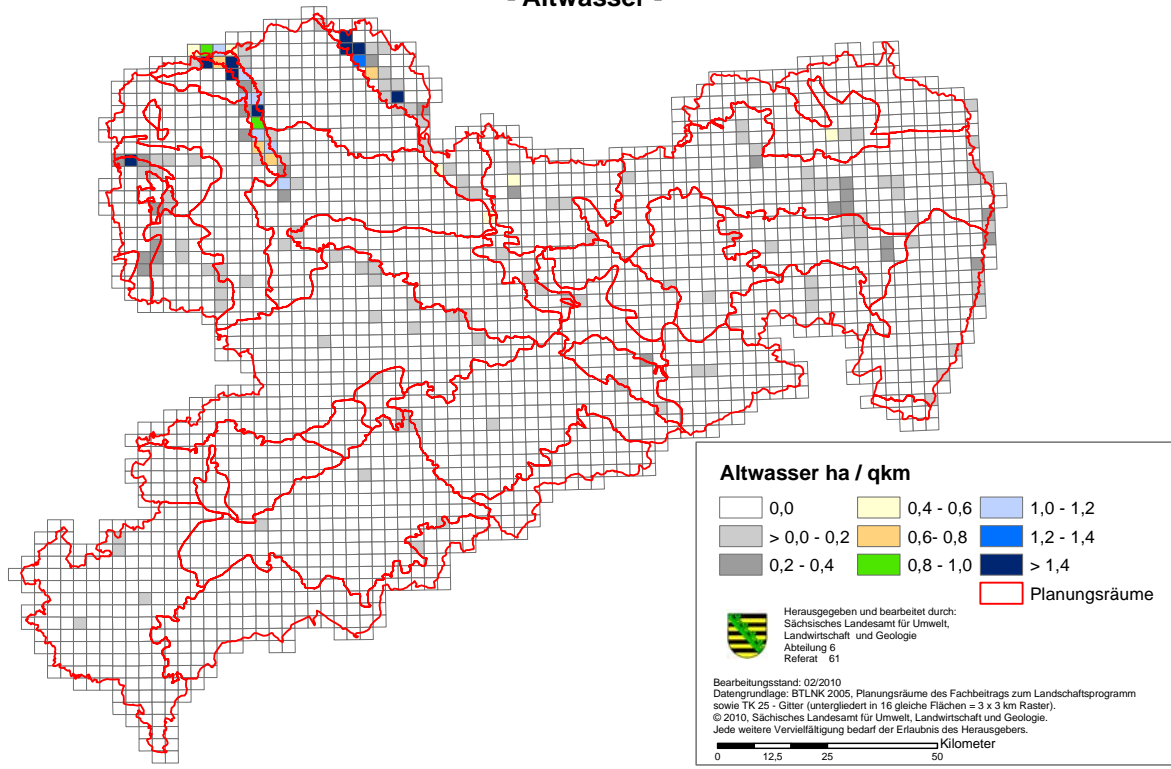 - Altwasser -
Altwasser ha / qkm
0,0
> 0,0 - 0,2
0,2 - 0,4
0,4 - 0,6
0,6- 0,8
0,8 - 1,0
1,0 - 1,2
1,2 - 1,4
> 1,4
Planungsräume
Herausgegeben und bearbeitet durch:
Sächsisches Landesamt für Umwelt,
Landwirtschaft und Geologie
Abteilung 6
Referat 61
Bearbeitungsstand: 02/2010
Datengrundlage: BTLNK 2005, Planungsräume des Fachbeitrags zum Landschaftsprogramm
sowie TK 25 - Gitter (untergliedert in 16 gleiche Flächen = 3 x 3 km Raster).
© 2010, Sächisches Landesamt für Umwelt, Landwirtschaft und Geologie.
Jede weitere Vervielfältigung bedarf der Erlaubnis des Herausgebers.
Kilometer
0 12,5 25 50